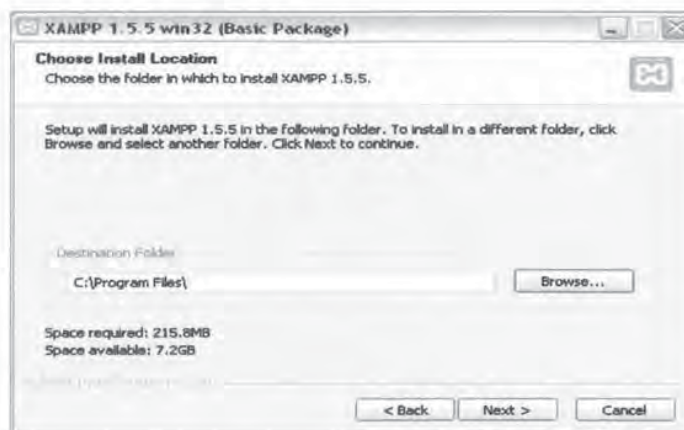 XAMPP 1.5.5 win32 (Basic Package)
Choose Install Location
Choose the folder in which to install XAMPP 1.5.5.
Setup will install XAMPP 1.5.5 in the following folder. To install in a different folder, click
Browse and select another folder. Click Next to continue.
Destination Folder
C:\Program Files\
Browse...
Space required: 215.8MB
Space available: 7.2GB
< Back
Next >
Cancel